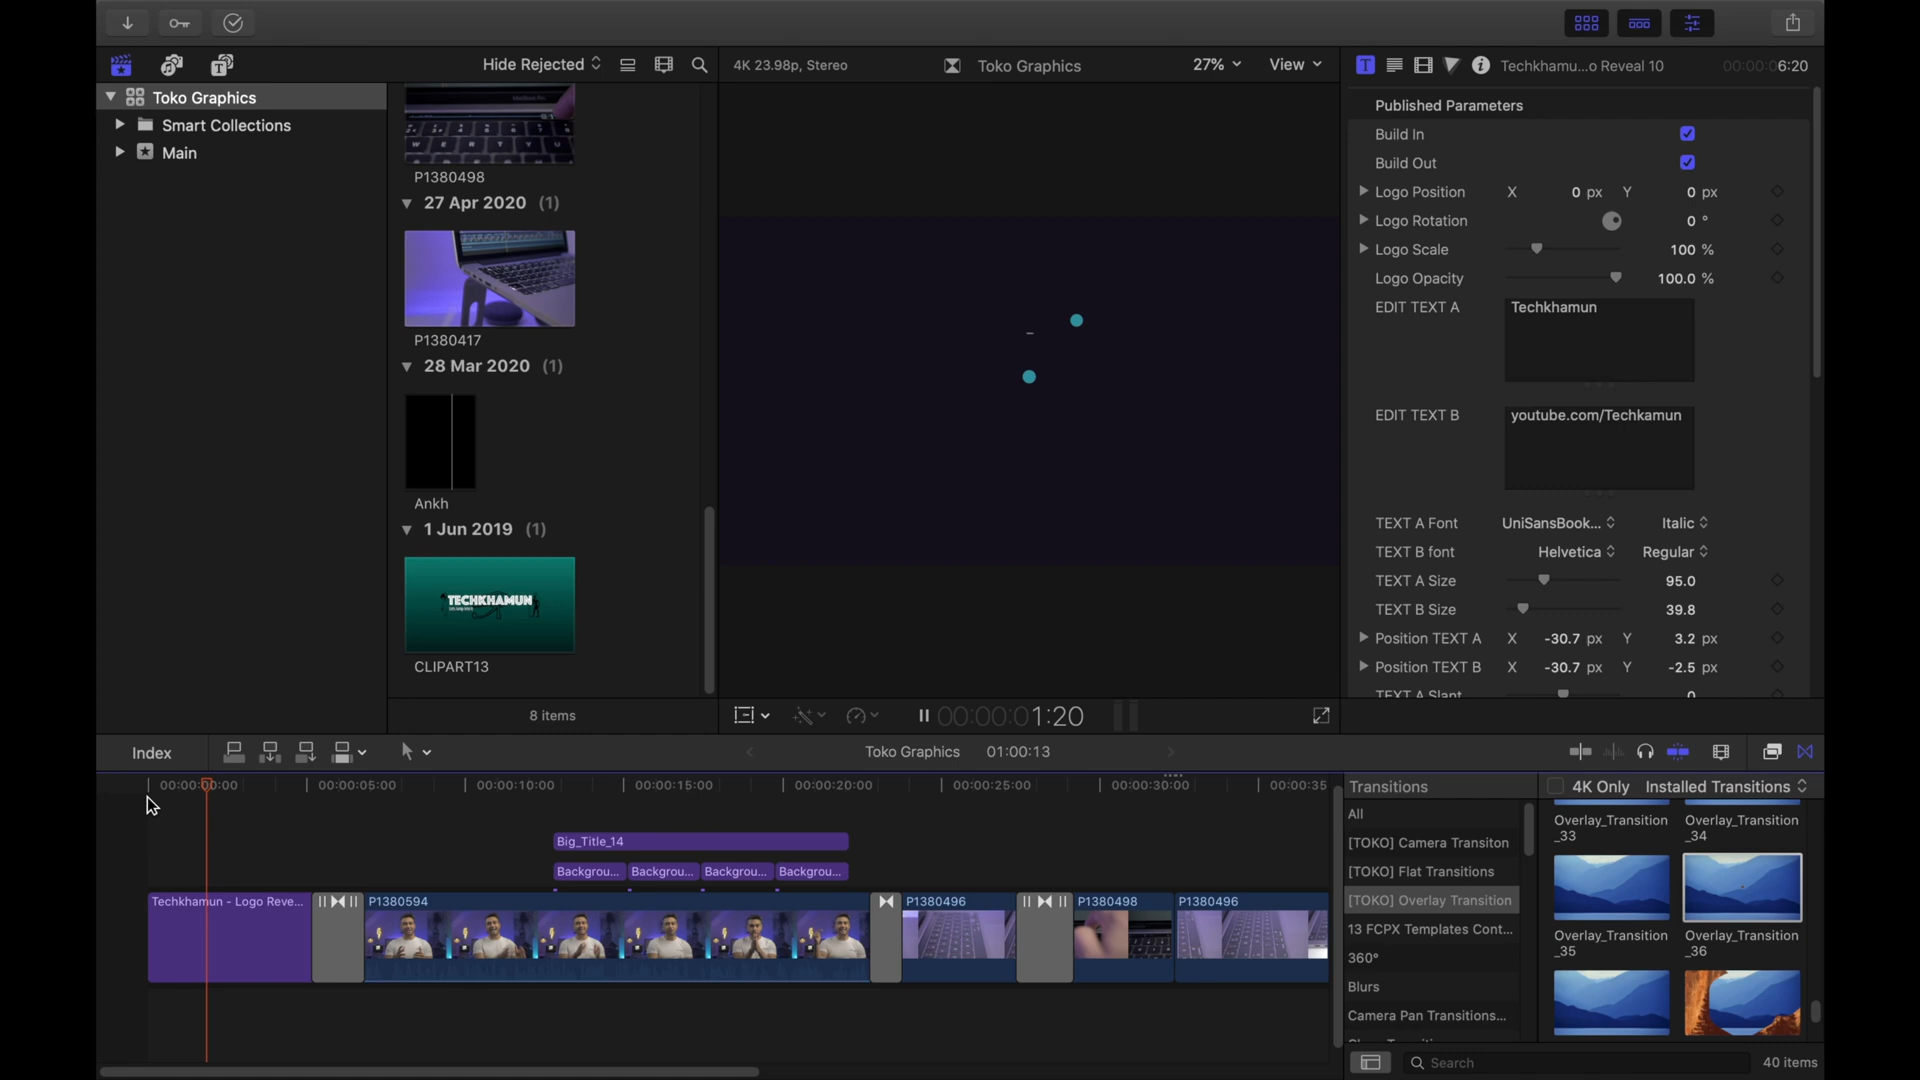 Hide Rejected
4K 23.98p, Stereo
Toko Graphics
27%
View
Techkhamu...o Reveal 10
00:00:06:20
Toko Graphics
Smart Collections
Main
P1380498
27 Apr 2020 (1)
P1380417
28 Mar 2020 (1)
Ankh
1 Jun 2019 (1)
TECHKHAMUN
CLIPART13
8 items
00:00:01:20
Published Parameters
Build In
Build Out
Logo Position X 0 px Y 0 px
Logo Rotation 0 °
Logo Scale 100 %
Logo Opacity 100.0 %
EDIT TEXT A Techkhamun
EDIT TEXT B youtube.com/Techkamun
TEXT A Font UniSansBook... Italic
TEXT B font Helvetica Regular
TEXT A Size 95.0
TEXT B Size 39.8
Position TEXT A X -30.7 px Y 3.2 px
Position TEXT B X -30.7 px Y -2.5 px
TEXT A Slant 0
Index
Toko Graphics 01:00:13
00:00:00:00 00:00:05:00 00:00:10:00 00:00:15:00 00:00:20:00 00:00:25:00 00:00:30:00 00:00:35
Big_Title_14
Backgrou... Backgrou... Backgrou... Backgrou...
Techkhamun - Logo Reve... P1380594 P1380496 P1380498 P1380496
Transitions
All
[TOKO] Camera Transiton
[TOKO] Flat Transitions
[TOKO] Overlay Transition
13 FCPX Templates Cont...
360°
Blurs
Camera Pan Transitions...
4K Only Installed Transitions
Overlay_Transition_33
Overlay_Transition_34
Overlay_Transition_35
Overlay_Transition_36
Search
40 items